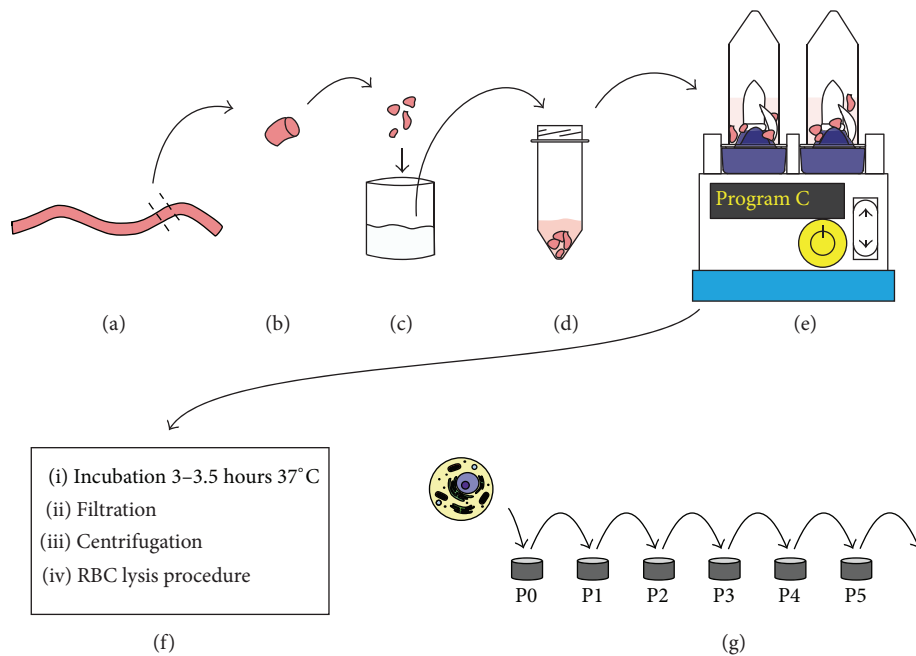 Program C
(a)
(b)
(c)
(d)
(e)
(i) Incubation 3–3.5 hours 37°C
(ii) Filtration
(iii) Centrifugation
(iv) RBC lysis procedure
P0 P1 P2 P3 P4 P5
(f)
(g)